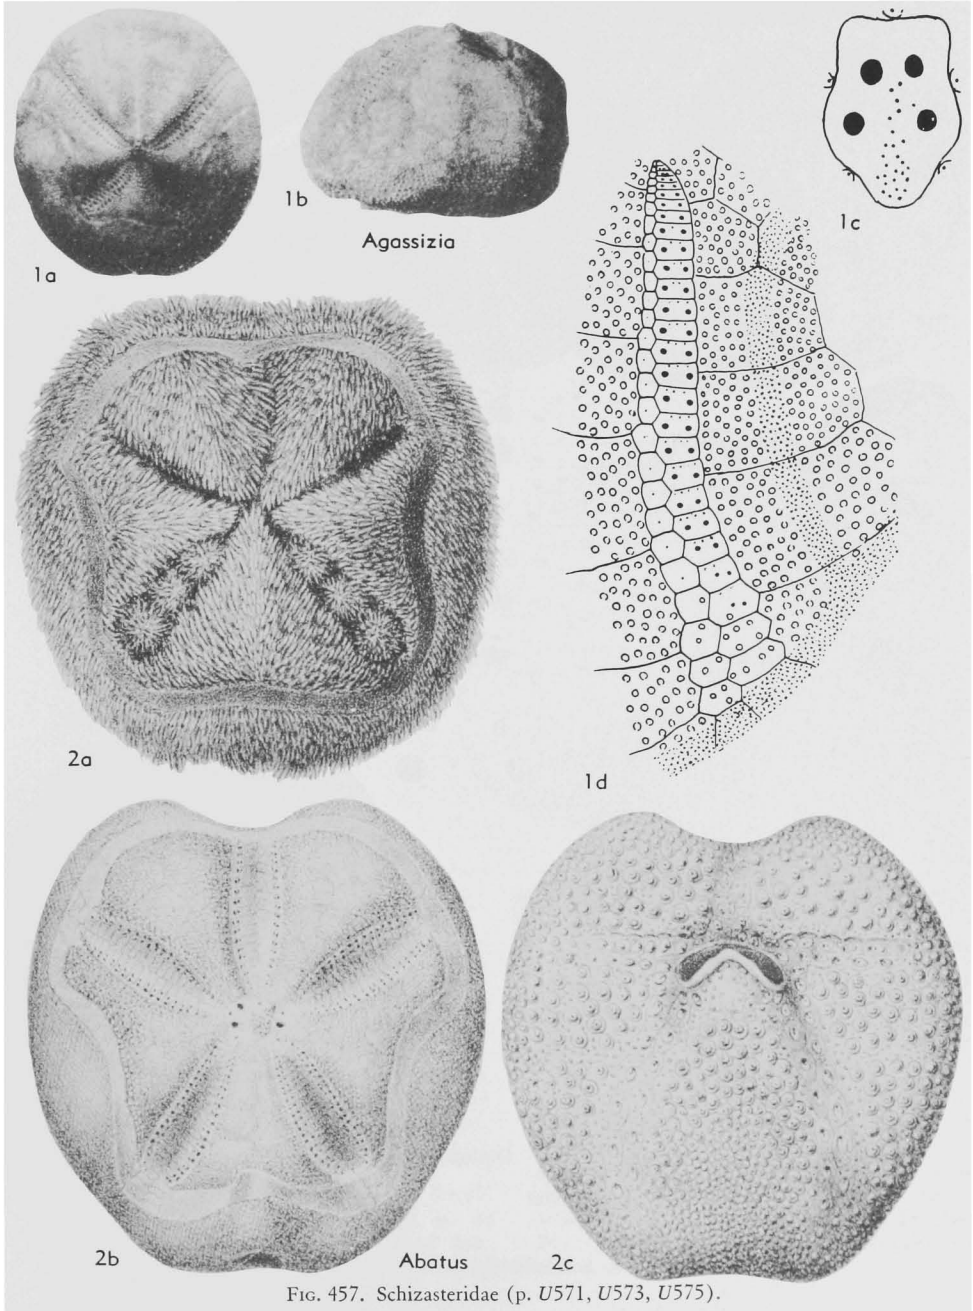 1a
1b
Agassizia
1c
1d
2a
2b
Abatus
2c
FIG. 457. Schizasteridae (p. U571, U573, U575).